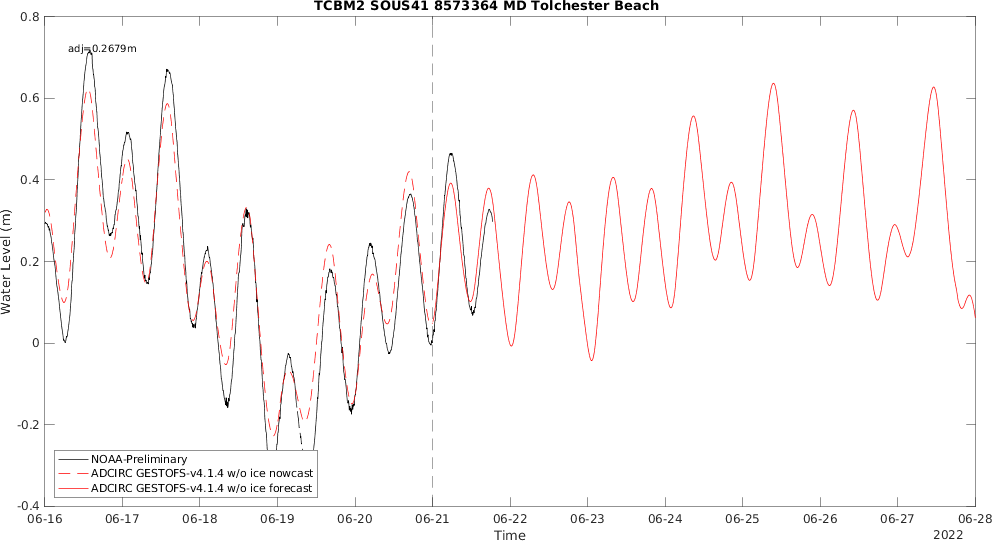 TCBM2 SOUS41 8573364 MD Tolchester Beach
adj=0.2679m
0.8
0.6
0.4
0.2
0
-0.2
-0.4
Water Level (m)
NOAA-Preliminary
ADCIRC GESTOFS-v4.1.4 w/o ice nowcast
ADCIRC GESTOFS-v4.1.4 w/o ice forecast
06-16 06-17 06-18 06-19 06-20 06-21 06-22 06-23 06-24 06-25 06-26 06-27 06-28
Time
2022